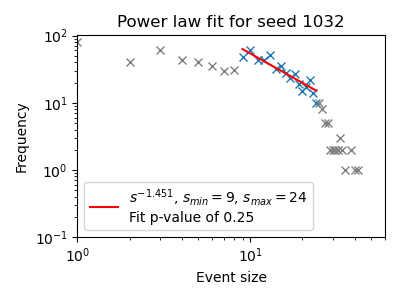 Power law fit for seed 1032
Frequency
10²
10¹
10⁰
10⁻¹
s^{-1.451}, s_{min} = 9, s_{max} = 24
Fit p-value of 0.25
10⁰ 10¹
Event size